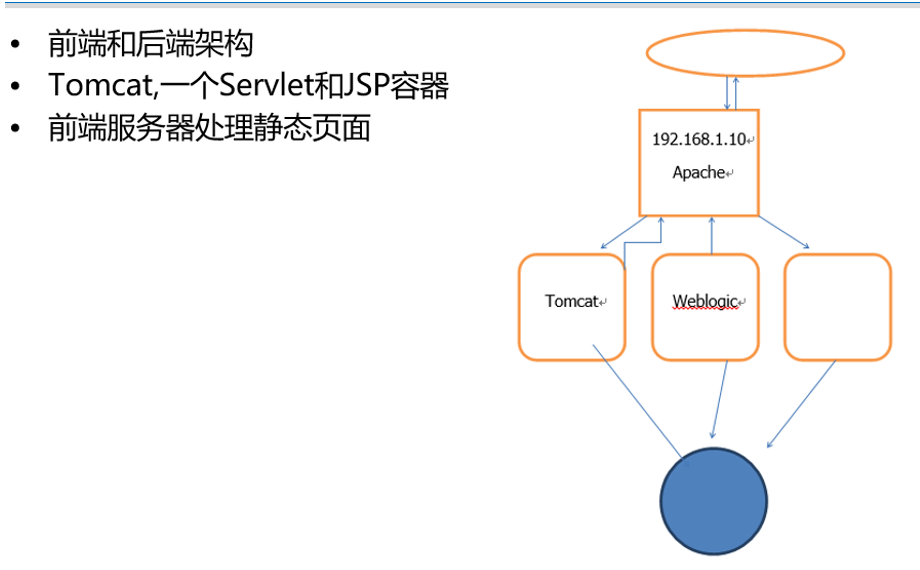 前端和后端架构
Tomcat,一个Servlet和JSP容器
前端服务器处理静态页面
192.168.1.10
Apache
Tomcat
Weblogic